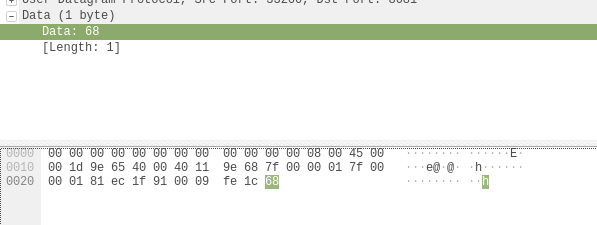 User Datagram Protocol, Src Port: 33260, Dst Port: 8081
Data (1 byte)
Data: 68
[Length: 1]
0000 00 00 00 00 00 00 00 00 00 00 00 00 08 00 45 00 ········ ······E·
0010 00 1d 9e 65 40 00 40 11 9e 68 7f 00 00 01 7f 00 ···e@·@· ·h······
0020 00 01 81 ec 1f 91 00 09 fe 1c 68 ········ ··h